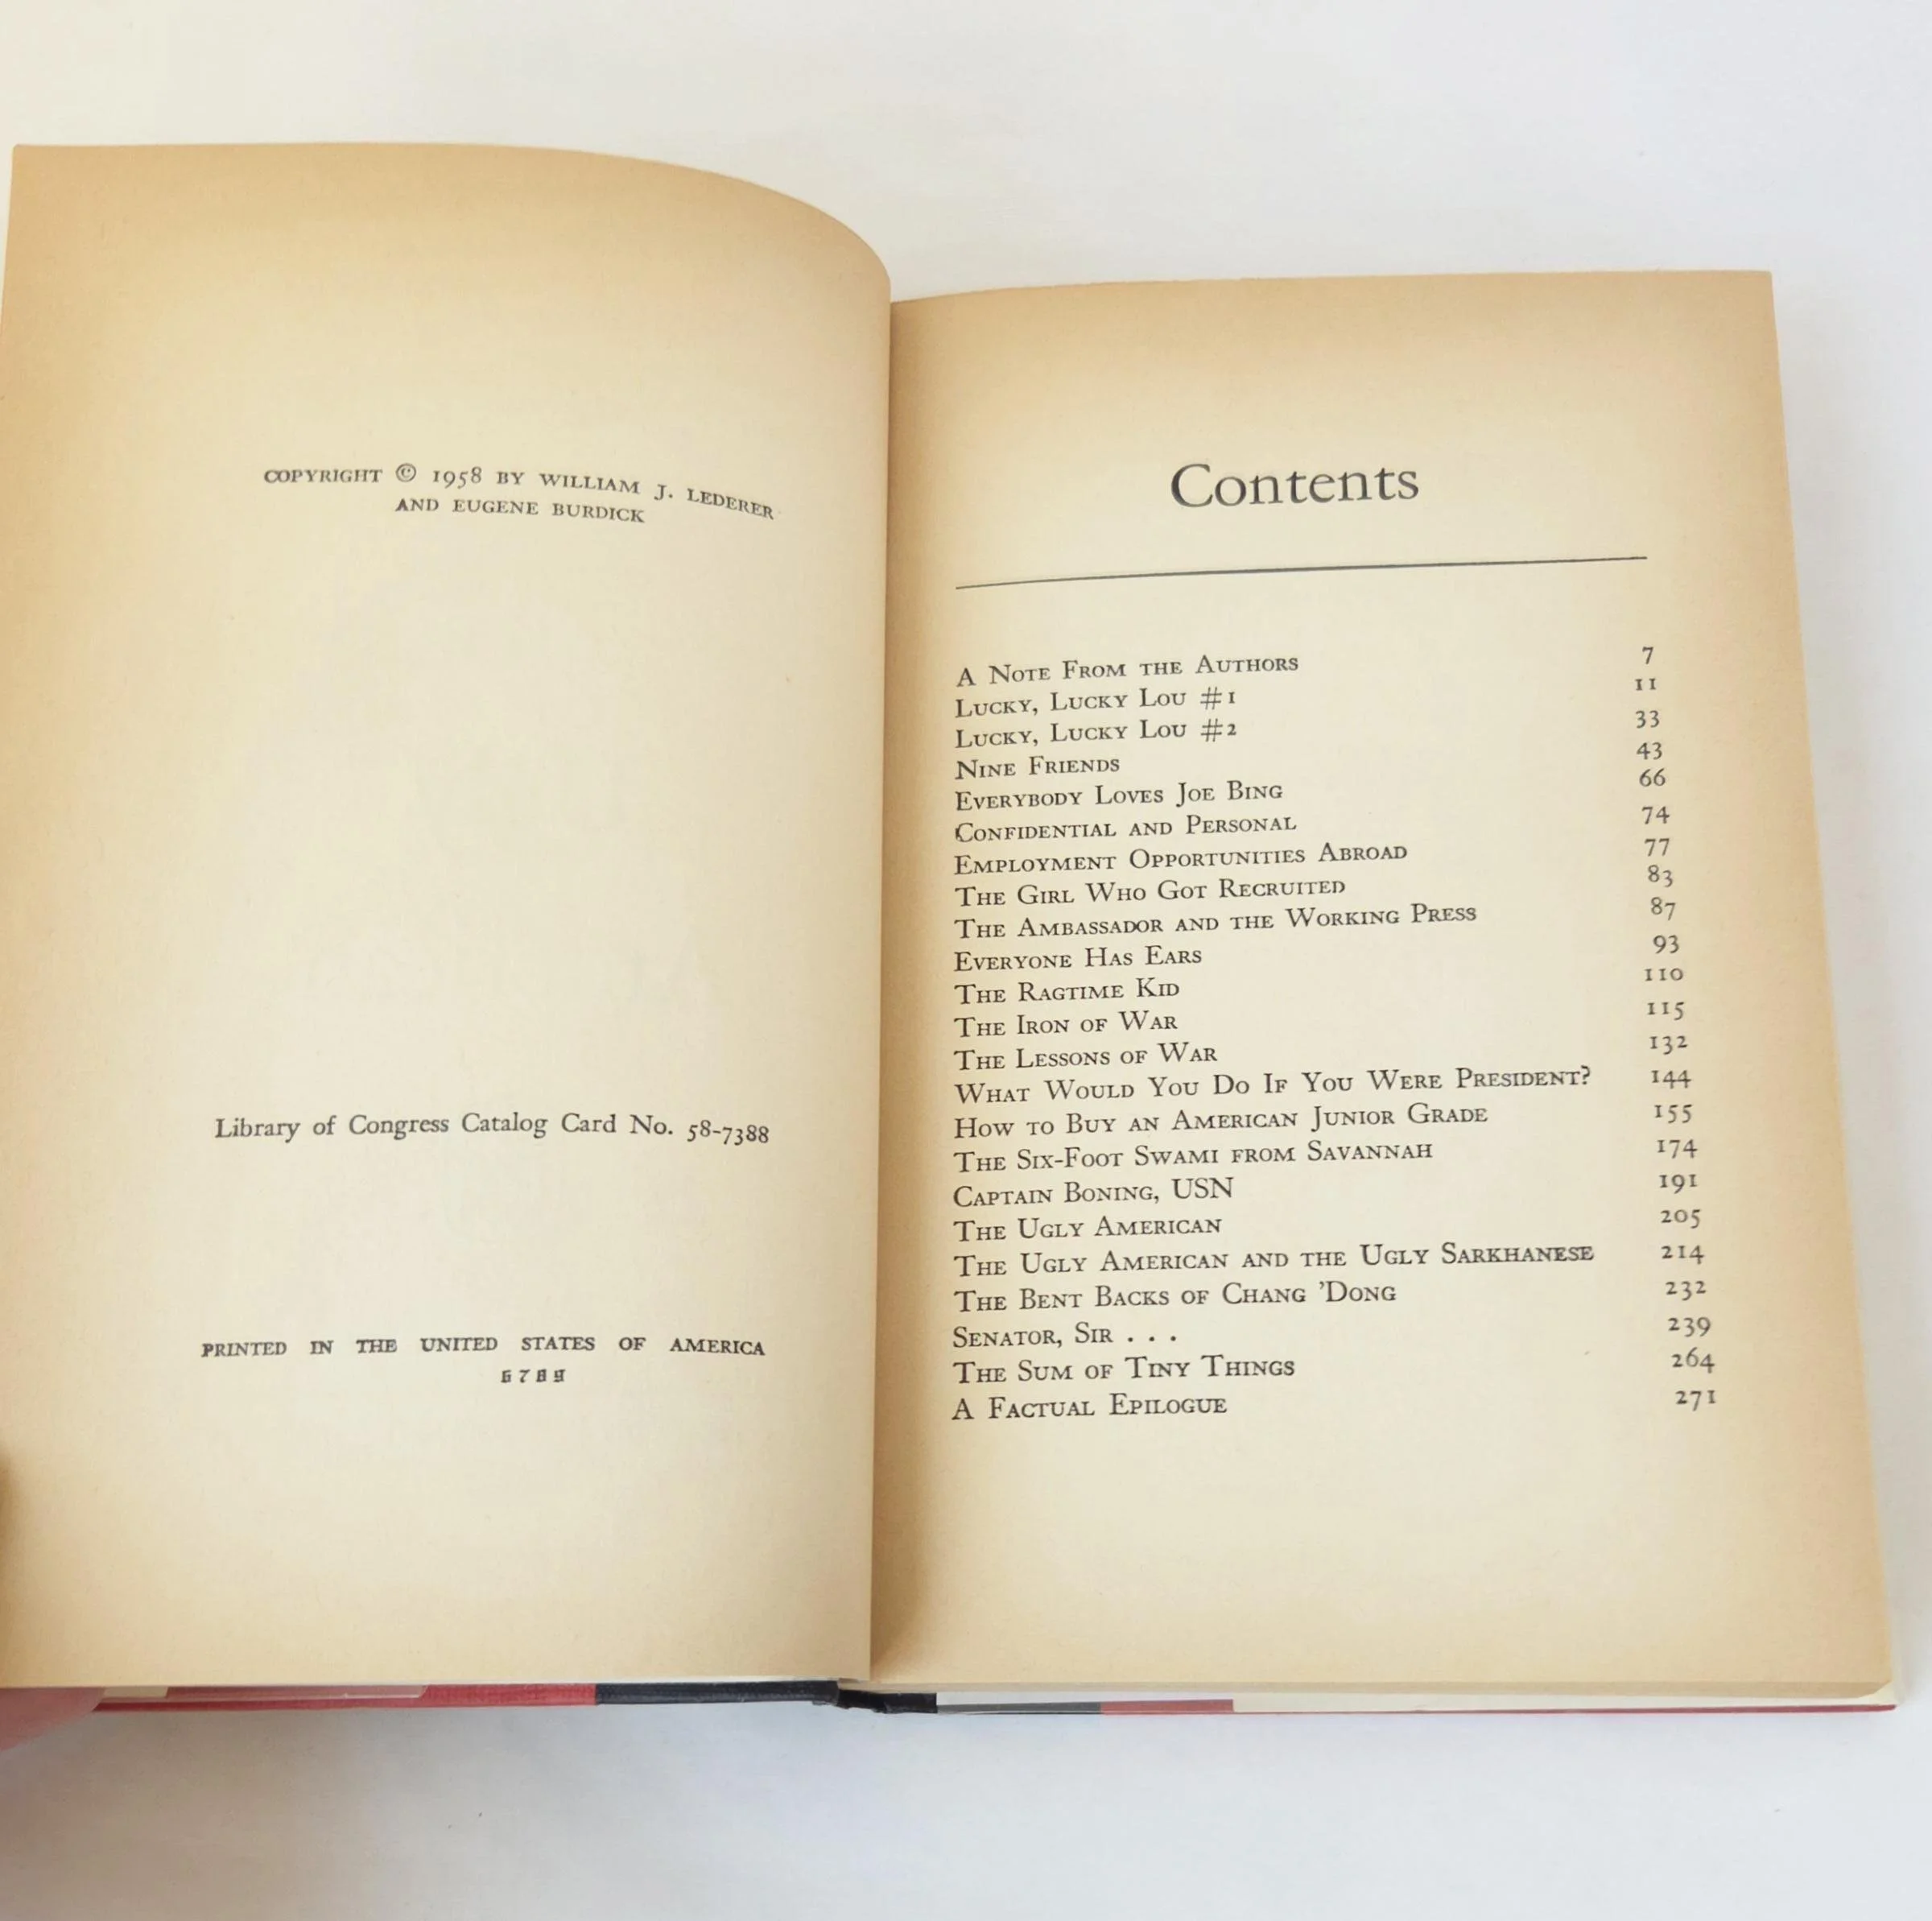 COPYRIGHT © 1958 BY WILLIAM J. LEDERER
AND EUGENE BURDICK
Library of Congress Catalog Card No. 58-7388
PRINTED IN THE UNITED STATES OF AMERICA
6789
Contents
A NOTE FROM THE AUTHORS 7
LUCKY, LUCKY LOU #1 11
LUCKY, LUCKY LOU #2 33
NINE FRIENDS 43
EVERYBODY LOVES JOE BING 66
CONFIDENTIAL AND PERSONAL 74
EMPLOYMENT OPPORTUNITIES ABROAD 77
THE GIRL WHO GOT RECRUITED 83
THE AMBASSADOR AND THE WORKING PRESS 87
EVERYONE HAS EARS 93
THE RAGTIME KID 110
THE IRON OF WAR 115
THE LESSONS OF WAR 132
WHAT WOULD YOU DO IF YOU WERE PRESIDENT? 144
HOW TO BUY AN AMERICAN JUNIOR GRADE 155
THE SIX-FOOT SWAMI FROM SAVANNAH 174
CAPTAIN BONING, USN 191
THE UGLY AMERICAN 205
THE UGLY AMERICAN AND THE UGLY SARKHANESE 214
THE BENT BACKS OF CHANG 'DONG 232
SENATOR, SIR . . . 239
THE SUM OF TINY THINGS 264
A FACTUAL EPILOGUE 271